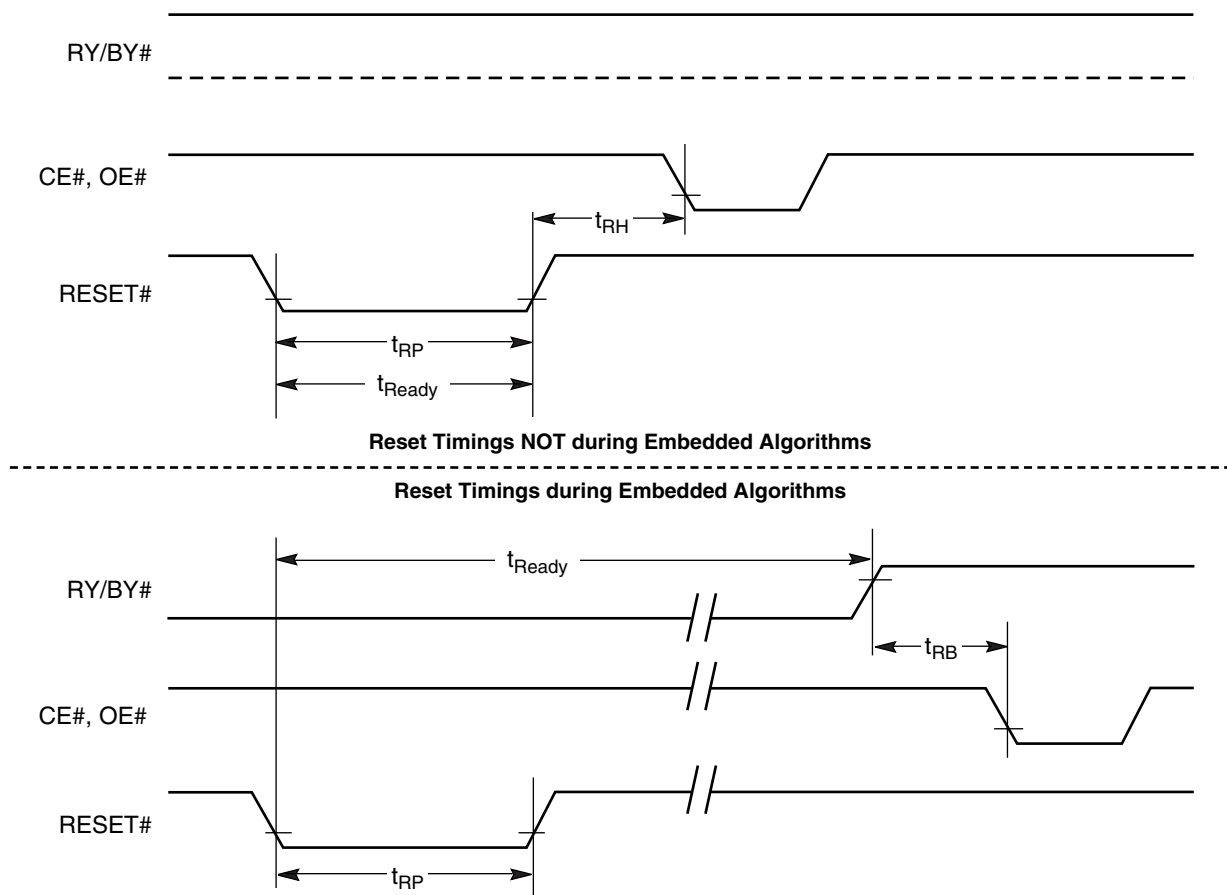 RY/BY#
CE#, OE#
tRH
RESET#
tRP
tReady
Reset Timings NOT during Embedded Algorithms
Reset Timings during Embedded Algorithms
tReady
RY/BY#
tRB
CE#, OE#
RESET#
tRP